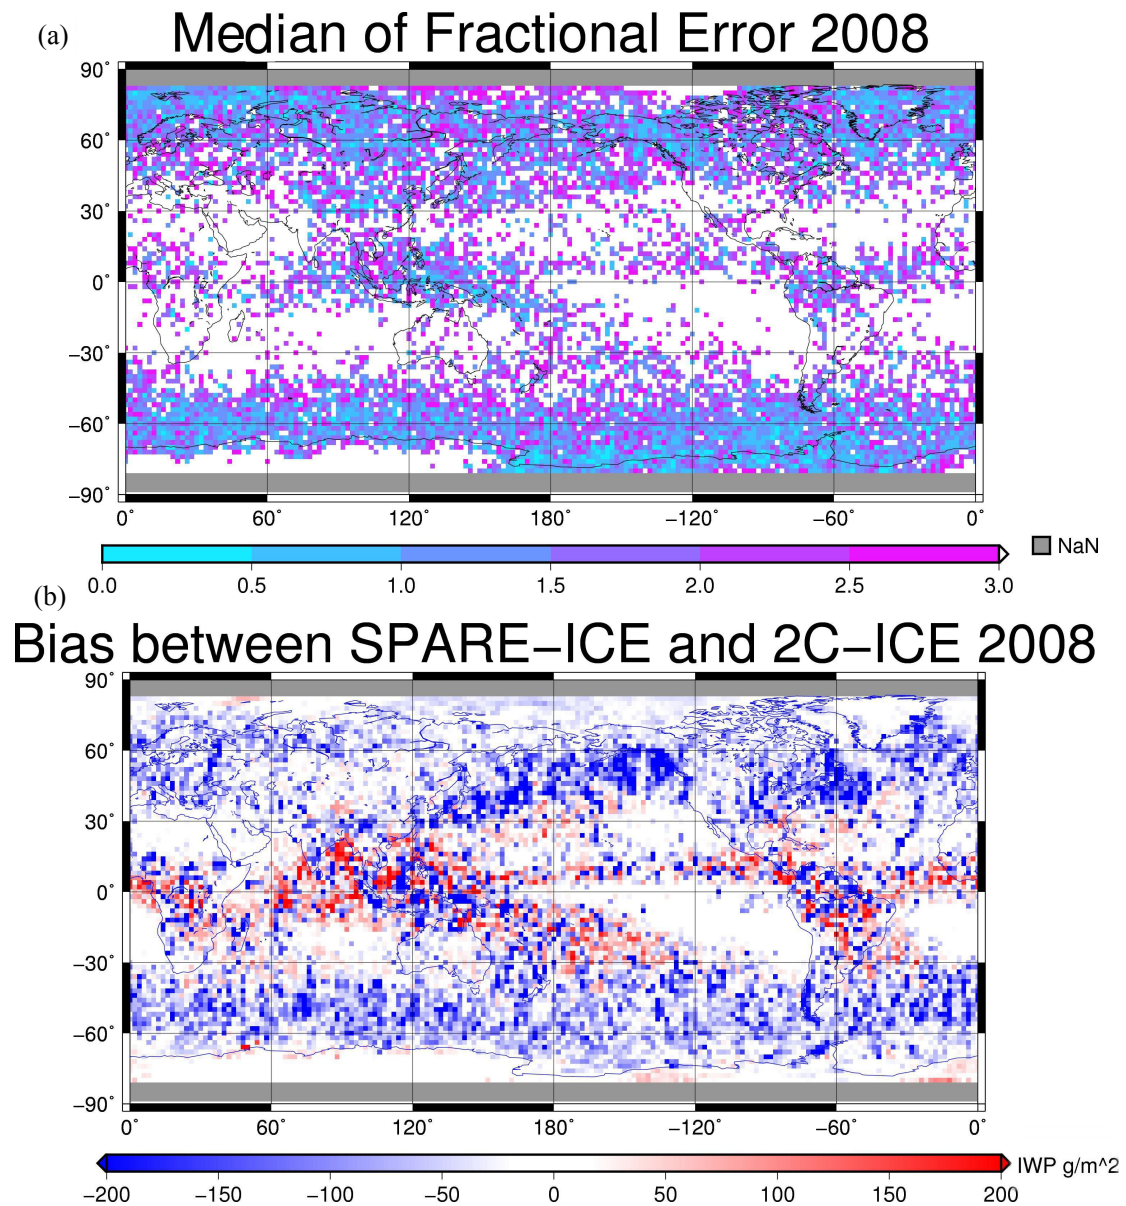 (a)
Median of Fractional Error 2008
90°
60
30°
0°
−30
−60
−90°
0° 60 120° 180° −120° −60 0°
NaN
0.0 0.5 1.0 1.5 2.0 2.5 3.0
(b)
Bias between SPARE−ICE and 2C−ICE 2008
90°
60°
30°
0°
−30°
−60°
−90°
0° 60° 120° 180° −120° −60° 0°
IWP g/m^2
−200 −150 −100 −50 0 50 100 150 200